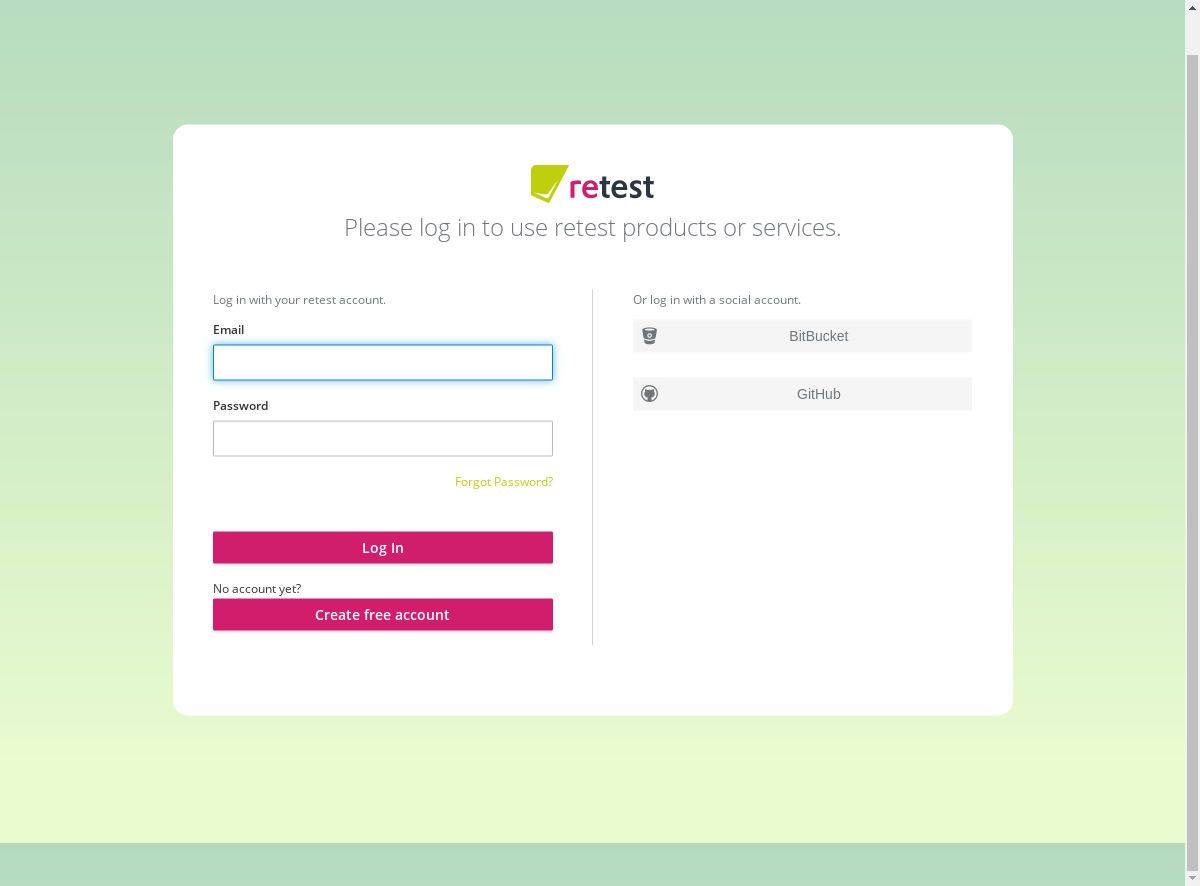 retest
Please log in to use retest products or services.
Log in with your retest account.
Email
Password
Forgot Password?
Log In
No account yet?
Create free account
Or log in with a social account.
BitBucket
GitHub